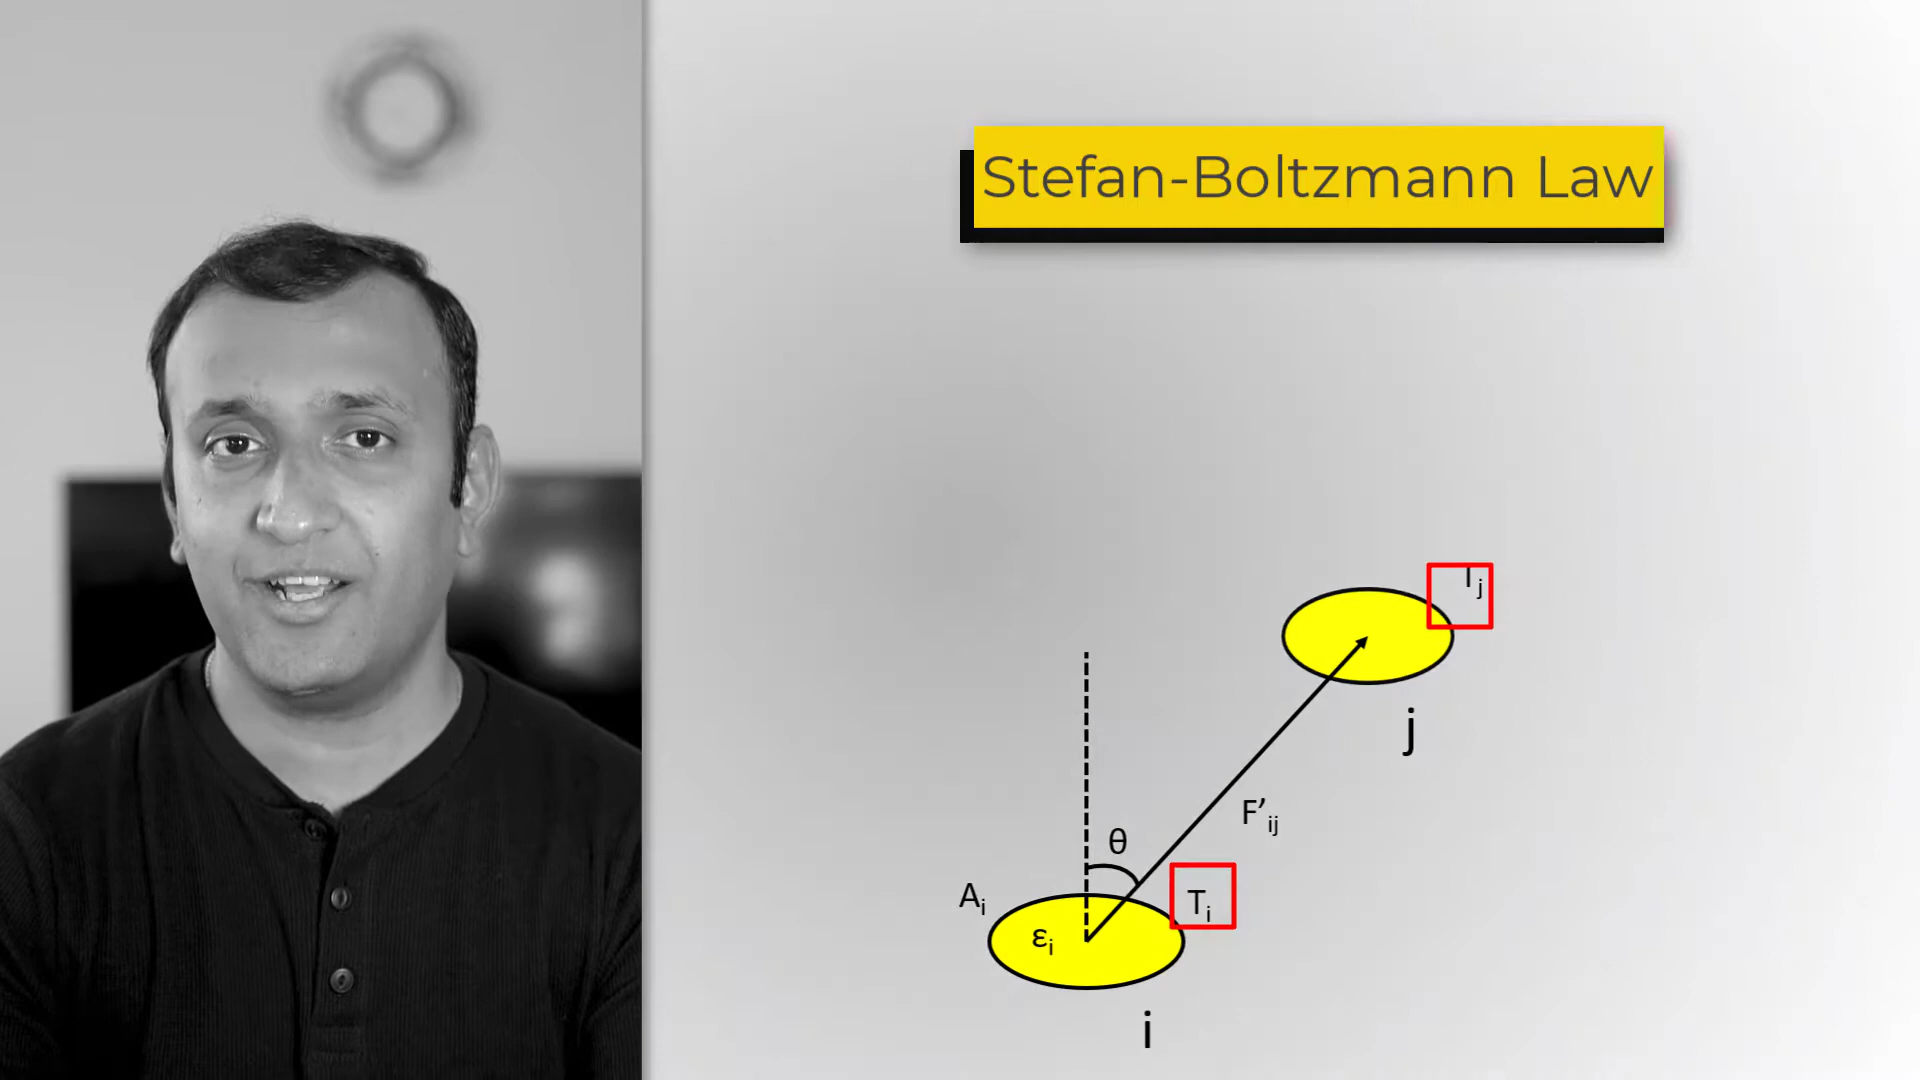 Stefan-Boltzmann Law
Tj
j
F’ij
θ
Ti
Ai
εi
i